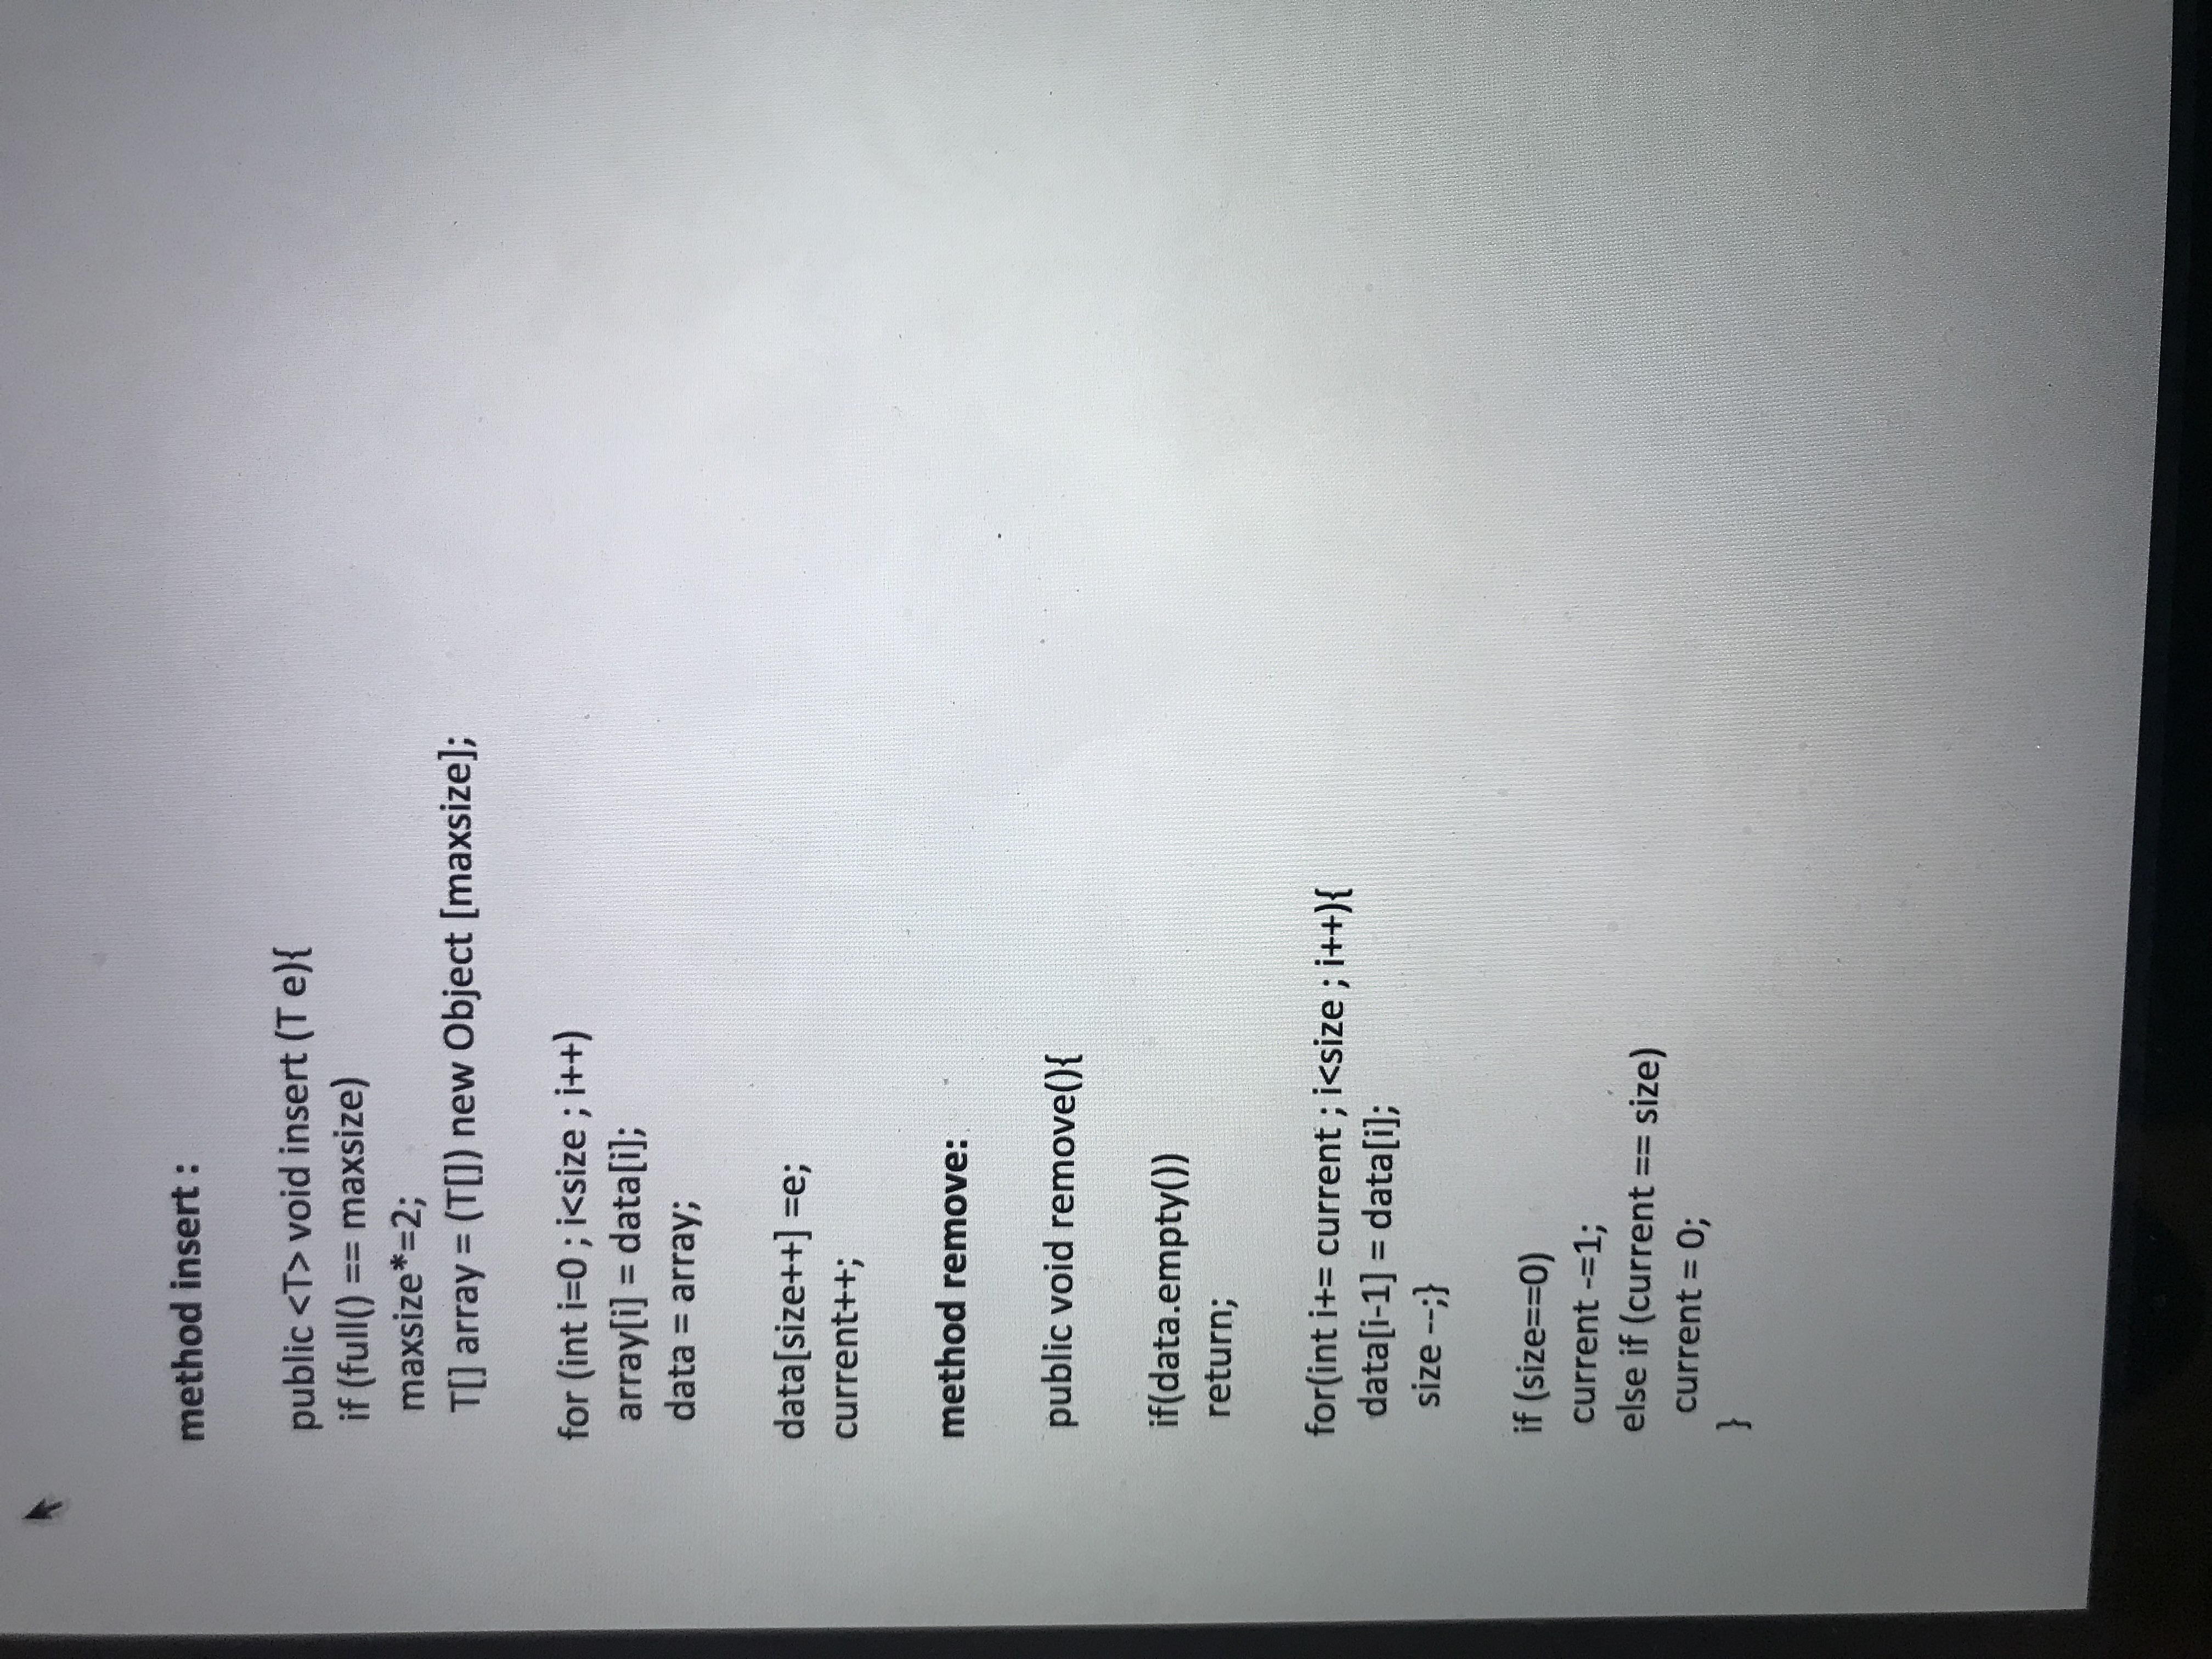 method insert :
public <T> void insert (T e){
if (full() == maxsize)
maxsize*=2;
T[] array = (T[]) new Object [maxsize];
for (int i=0 ; i<size ; i++)
array[i] = data[i];
data = array;
data[size++] =e;
current++;
method remove:
public void remove(){
if(data.empty())
return;
for(int i+= current ; i<size ; i++){
data[i-1] = data[i];
size --;}
if (size==0)
current -=1;
else if (current == size)
current = 0;
}